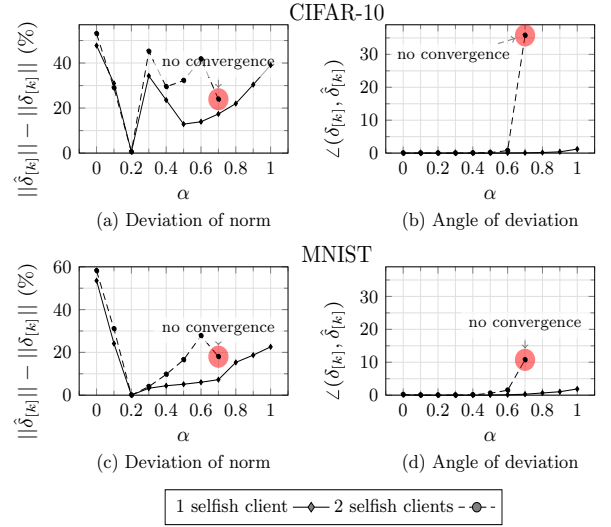 CIFAR-10
||δ̂[k]|| − ||δ[k]|| (%)
60
40
20
0
no convergence
0 0.2 0.4 0.6 0.8 1
α
(a) Deviation of norm
∠(δ[k], δ̂[k])
30
20
10
0
no convergence
0 0.2 0.4 0.6 0.8 1
α
(b) Angle of deviation
MNIST
||δ̂[k]|| − ||δ[k]|| (%)
60
40
20
0
no convergence
0 0.2 0.4 0.6 0.8 1
α
(c) Deviation of norm
∠(δ[k], δ̂[k])
30
20
10
0
no convergence
0 0.2 0.4 0.6 0.8 1
α
(d) Angle of deviation
1 selfish client 2 selfish clients